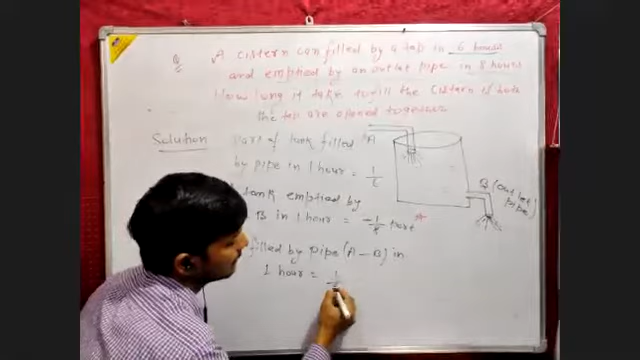 Q A cistern can filled by a tab in 6 hours
and emptied by an outlet pipe in 8 hours
How long it take to fill the cistern if both
the tab are opened together
Solution Part of tank filled
by pipe in 1 hour = 1/6
tank emptied by
B in 1 hour = -1/8 part
filled by pipe (A - B) in
1 hour = 1/
A
B (outlet pipe)